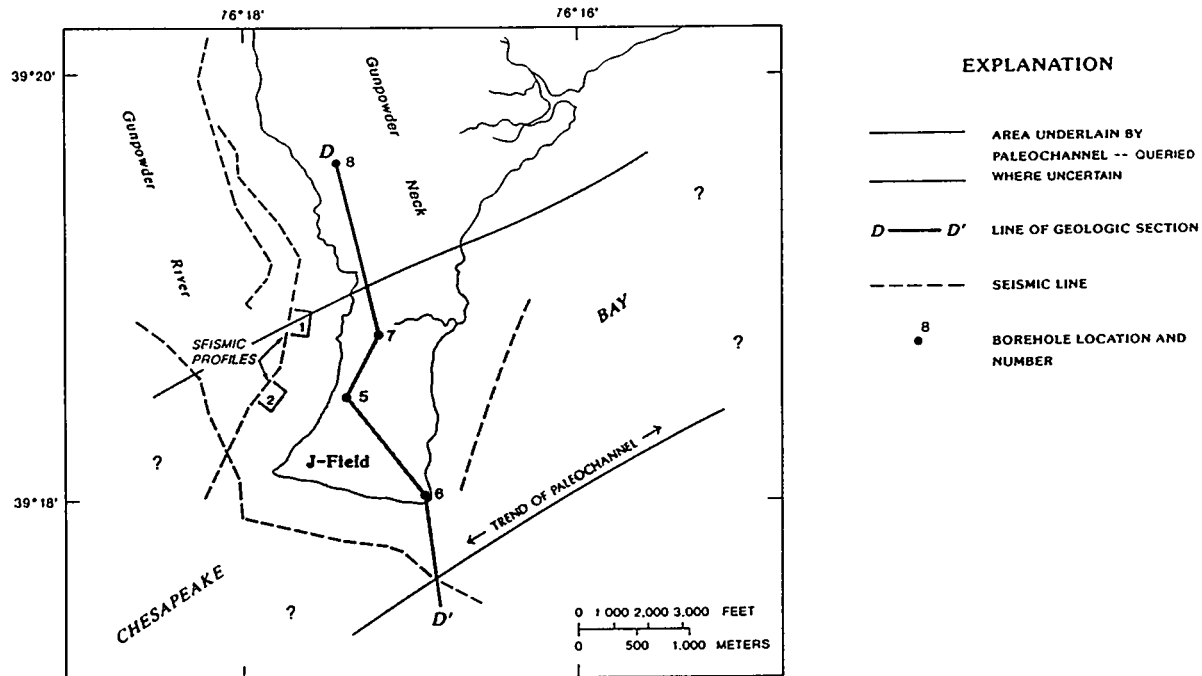 76°18'
76°16'
39°20'
39°18'
Gunpowder
River
Gunpowder
Neck
D
8
7
5
6
D'
1
2
SEISMIC
PROFILES
J-Field
BAY
CHESAPEAKE
← TREND OF PALEOCHANNEL →
?
?
?
?
0 1 000 2,000 3.000 FEET
0 500 1.000 METERS
EXPLANATION
AREA UNDERLAIN BY
PALEOCHANNEL -- QUERIED
WHERE UNCERTAIN
D D' LINE OF GEOLOGIC SECTION
SEISMIC LINE
8
BOREHOLE LOCATION AND
NUMBER